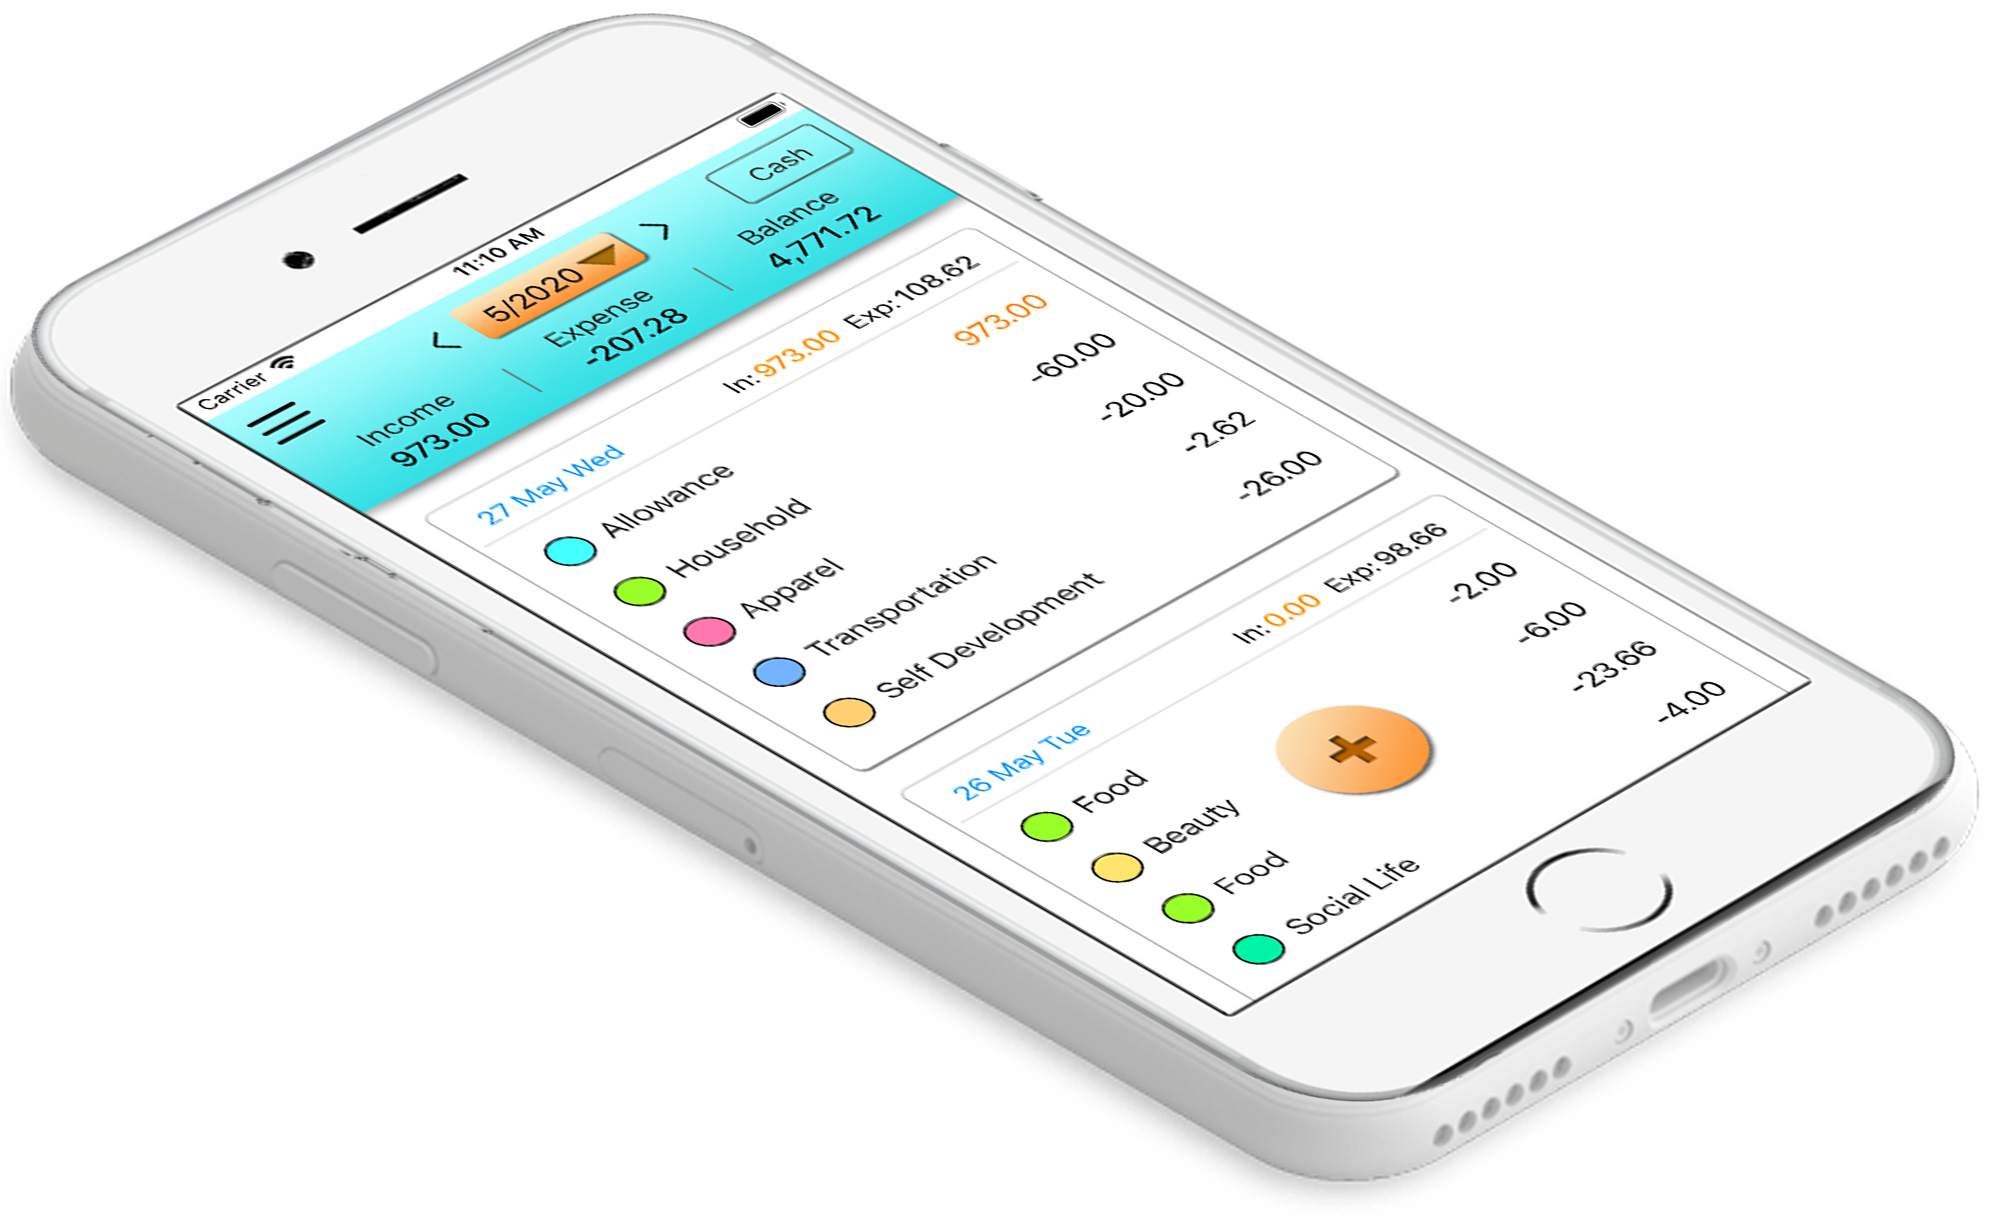 Carrier 11:10 AM
< 5/2020 > Cash
Income Expense Balance
973.00 -207.28 4,771.72
27 May Wed In:973.00 Exp:108.62
Allowance 973.00
Household -60.00
Apparel -20.00
Transportation -2.62
Self Development -26.00
26 May Tue In:0.00 Exp:98.66
Food -2.00
Beauty -6.00
Food -23.66
Social Life -4.00